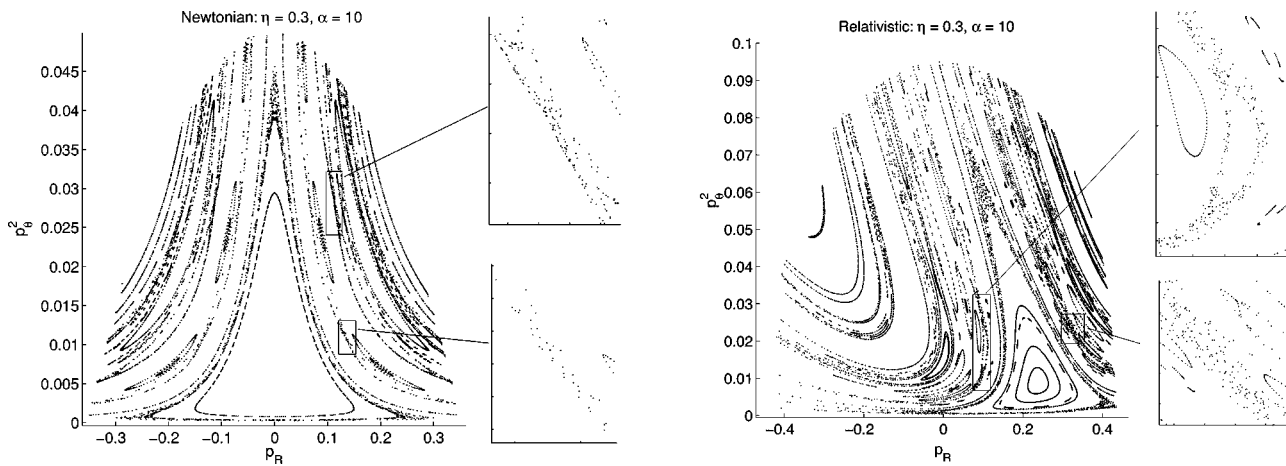 Newtonian: η = 0.3, α = 10
0.045
0.04
0.035
0.03
0.025
0.02
0.015
0.01
0.005
0
p_θ^2
−0.3 −0.2 −0.1 0 0.1 0.2 0.3
p_R
Relativistic: η = 0.3, α = 10
0.1
0.09
0.08
0.07
0.06
0.05
0.04
0.03
0.02
0.01
0
p_θ^2
−0.4 −0.2 0 0.2 0.4
p_R